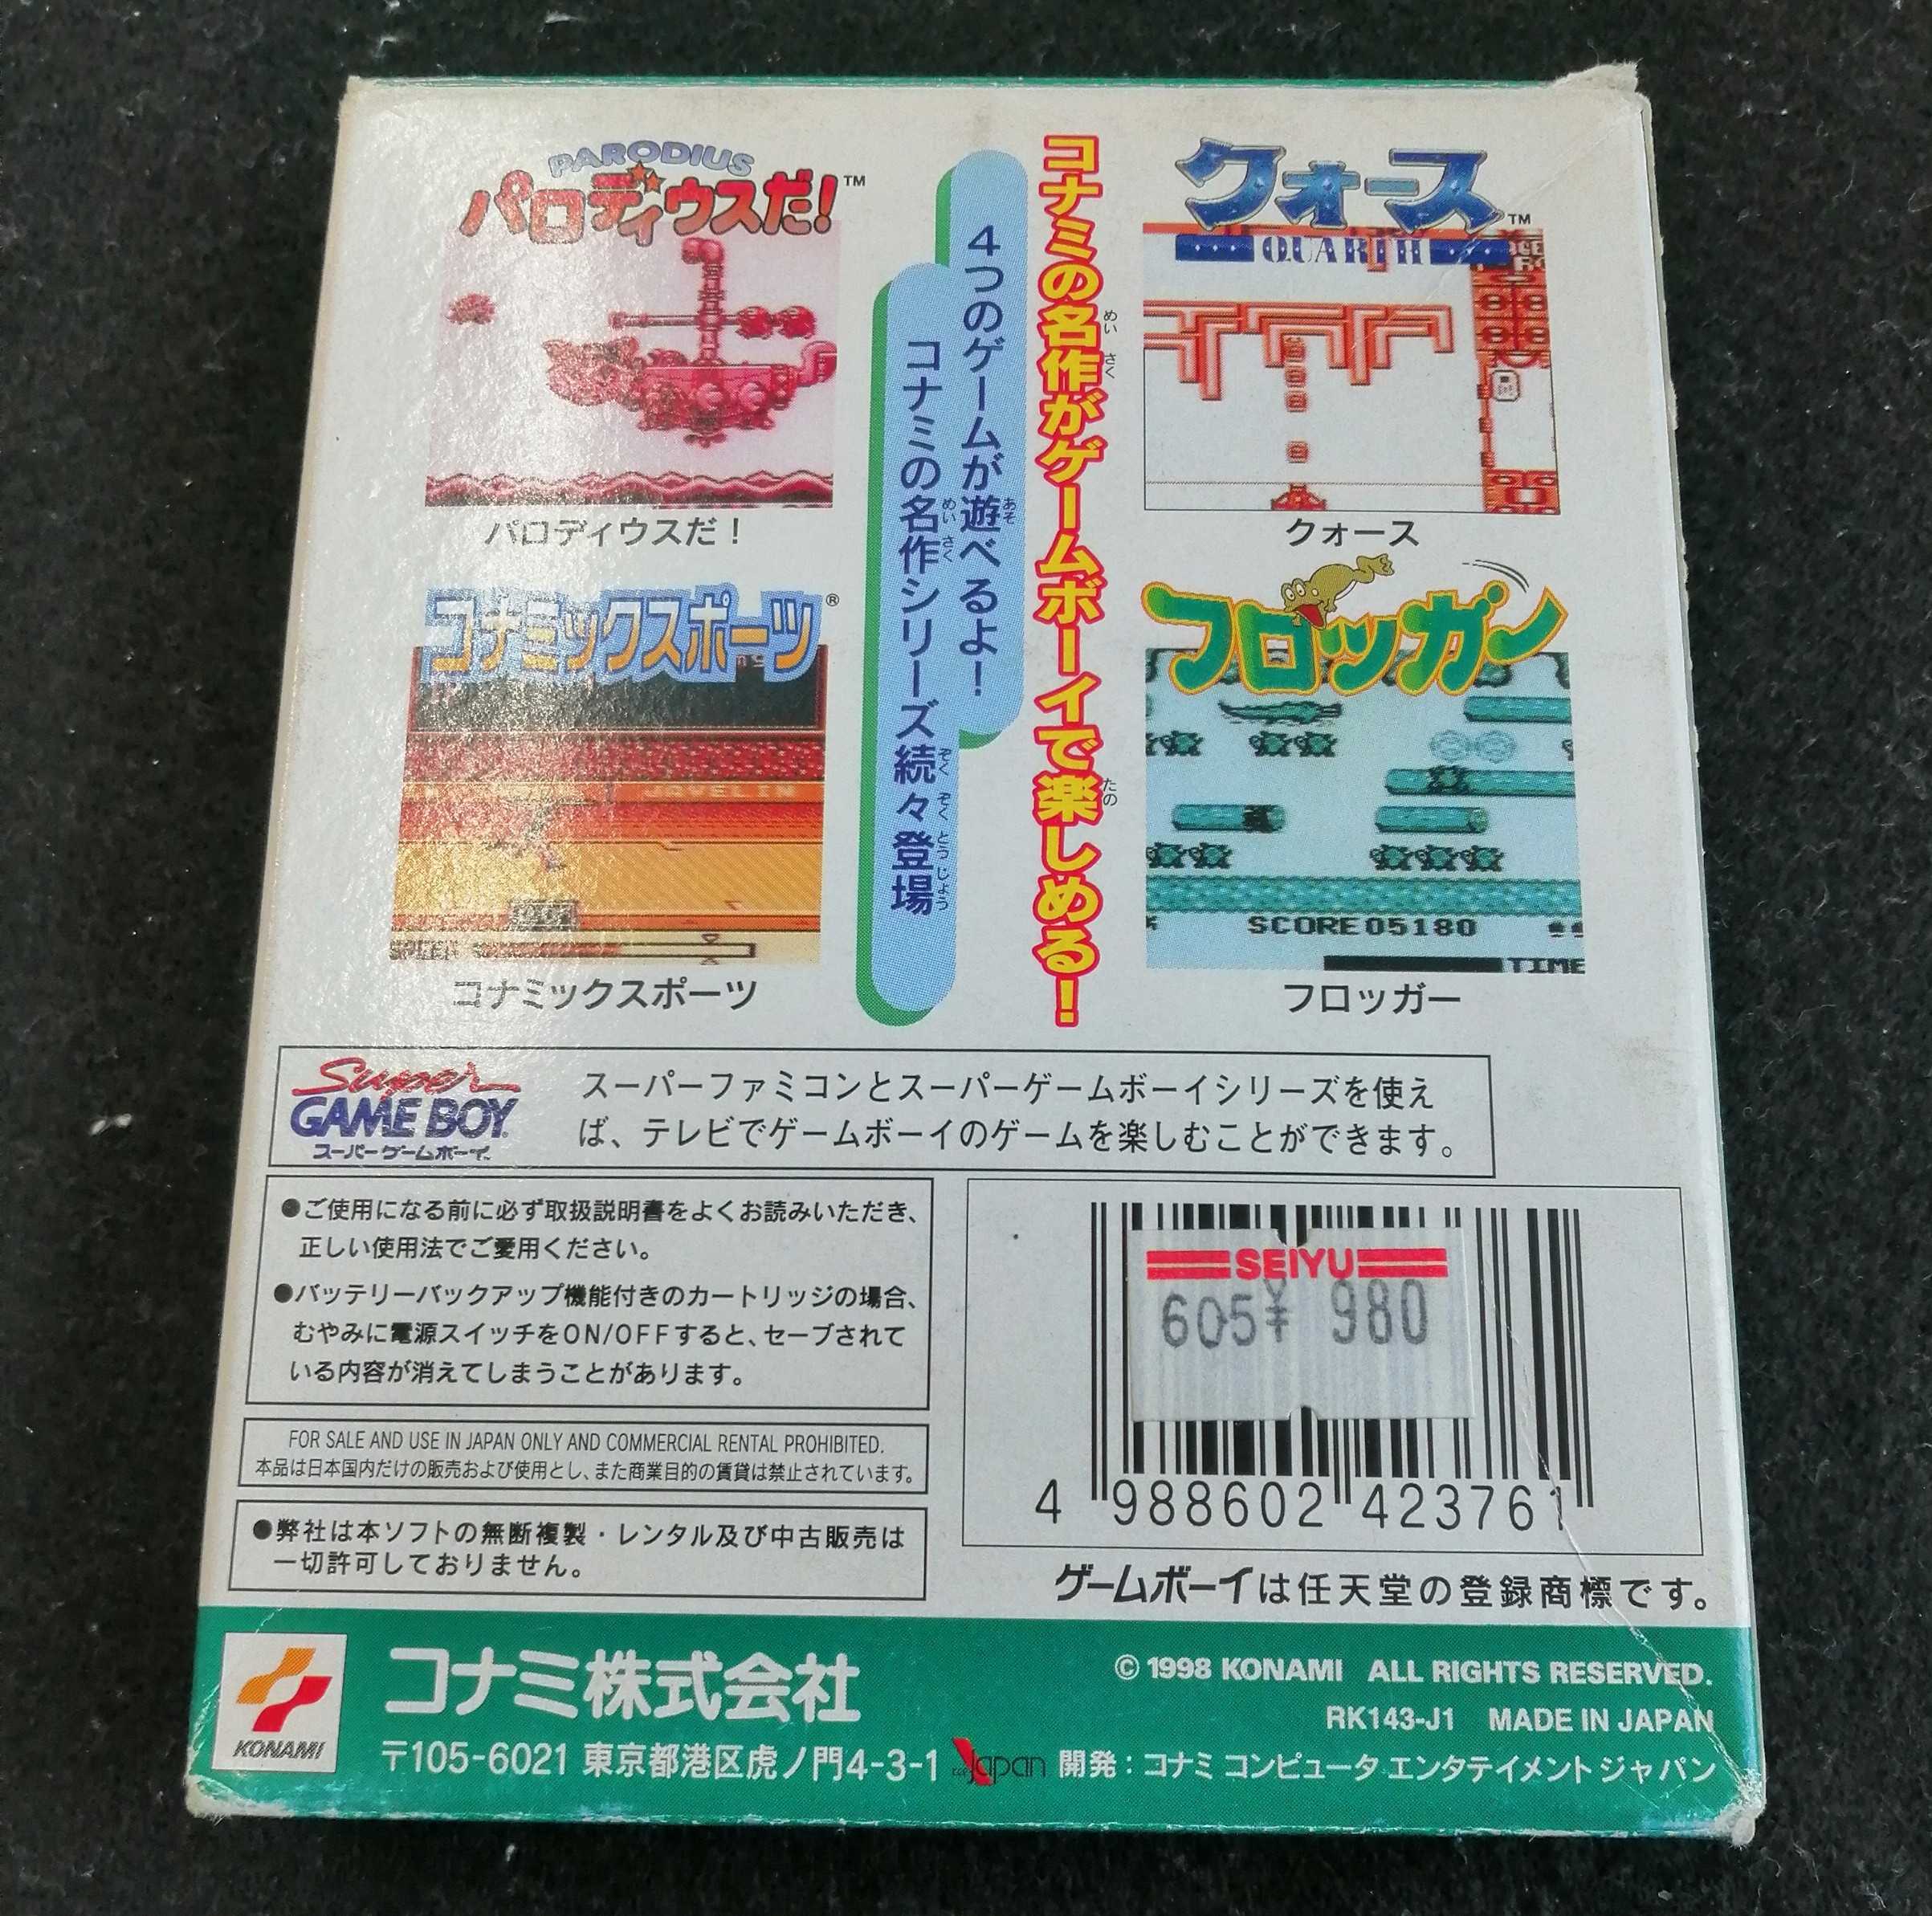 PARODIUS
パロディウスだ!™
パロディウスだ!
コナミックスポーツ®
JAVELIN
SPEED
コナミックスポーツ
コナミの名作がゲームボーイで楽しめる!
めい
さく
たの
4つのゲームが遊べるよ!
あそ
コナミの名作シリーズ続々登場
めい
さく
ぞく
ぞく
とうじょう
クォース™
QUARTH
クォース
フロッガー
SCORE 05180
TIME
フロッガー
Super
GAME BOY
スーパーゲームボーイ
スーパーファミコンとスーパーゲームボーイシリーズを使え
ば、テレビでゲームボーイのゲームを楽しむことができます。
●ご使用になる前に必ず取扱説明書をよくお読みいただき、
正しい使用法でご愛用ください。
●バッテリーバックアップ機能付きのカートリッジの場合、
むやみに電源スイッチをON/OFFすると、セーブされて
いる内容が消えてしまうことがあります。
FOR SALE AND USE IN JAPAN ONLY AND COMMERCIAL RENTAL PROHIBITED.
本品は日本国内だけの販売および使用とし、また商業目的の賃貸は禁止されています。
●弊社は本ソフトの無断複製・レンタル及び中古販売は
一切許可しておりません。
SEIYU
605¥ 980
4 988602 423761
ゲームボーイは任天堂の登録商標です。
KONAMI
コナミ株式会社
〒105-6021 東京都港区虎ノ門4-3-1
© 1998 KONAMI ALL RIGHTS RESERVED.
RK143-J1 MADE IN JAPAN
Japan
開発:コナミ コンピュータ エンタテイメント ジャパン